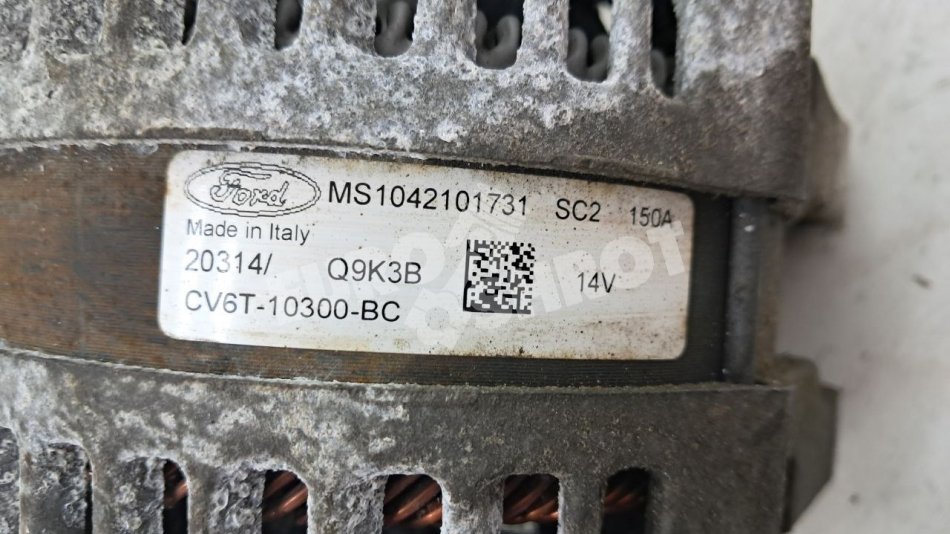 Ford MS1042101731 SC2 150A
Made in Italy
20314/ Q9K3B 14V
CV6T-10300-BC